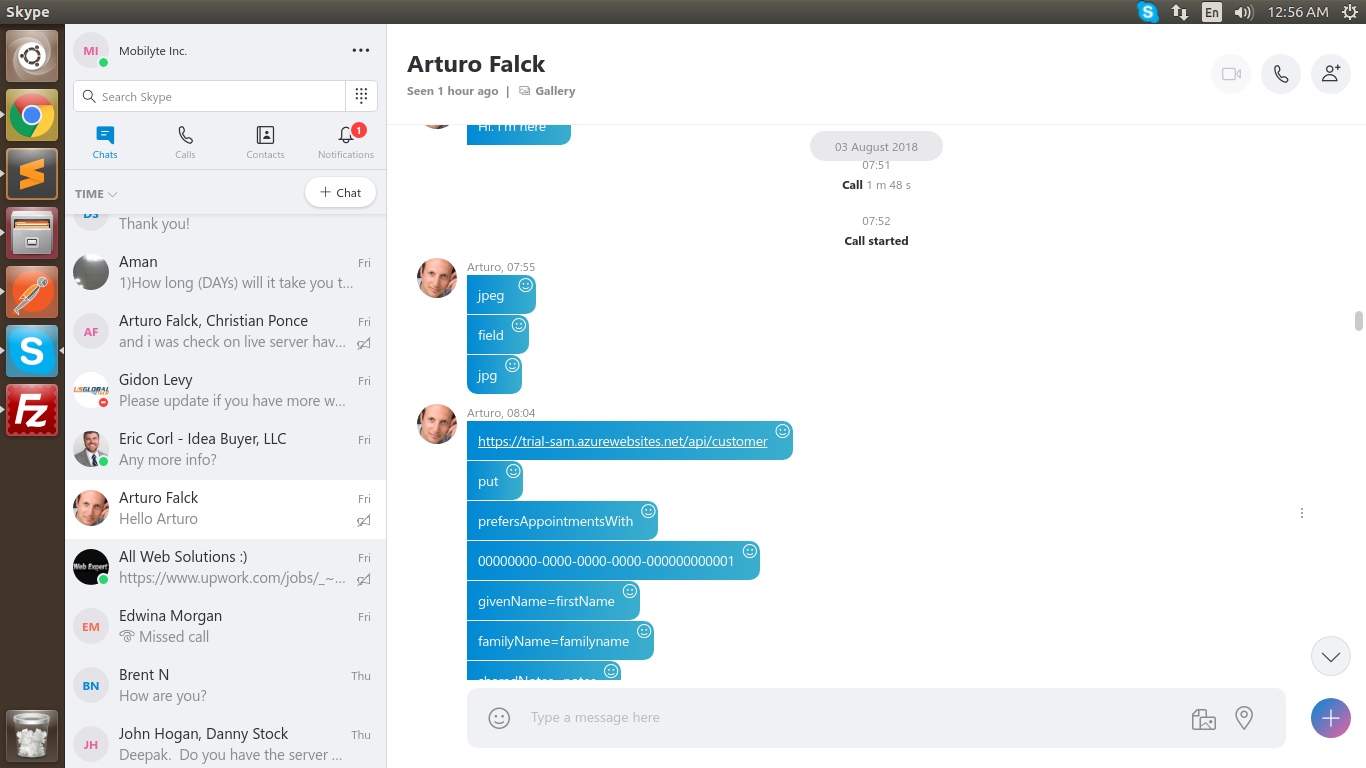 Skype
En
12:56 AM
MI
Mobilyte Inc.
Search Skype
Chats
Calls
Contacts
1
Notifications
TIME
+ Chat
DS
Thank you!
Aman
Fri
1)How long (DAYs) will it take you t...
AF
Arturo Falck, Christian Ponce
Fri
and i was check on live server hav...
USGLOBAL
Gidon Levy
Fri
Please update if you have more w...
Eric Corl - Idea Buyer, LLC
Fri
Any more info?
Arturo Falck
Fri
Hello Arturo
Web Expert
All Web Solutions :)
Fri
https://www.upwork.com/jobs/_~...
EM
Edwina Morgan
Fri
Missed call
BN
Brent N
Thu
How are you?
JH
John Hogan, Danny Stock
Thu
Deepak. Do you have the server ...
Arturo Falck
Seen 1 hour ago | Gallery
Hi. I'm here
03 August 2018
07:51
Call 1 m 48 s
07:52
Call started
Arturo, 07:55
jpeg
field
jpg
Arturo, 08:04
https://trial-sam.azurewebsites.net/api/customer
put
prefersAppointmentsWith
00000000-0000-0000-0000-000000000001
givenName=firstName
familyName=familyname
sharedNotes=notes
Type a message here
S
Fz